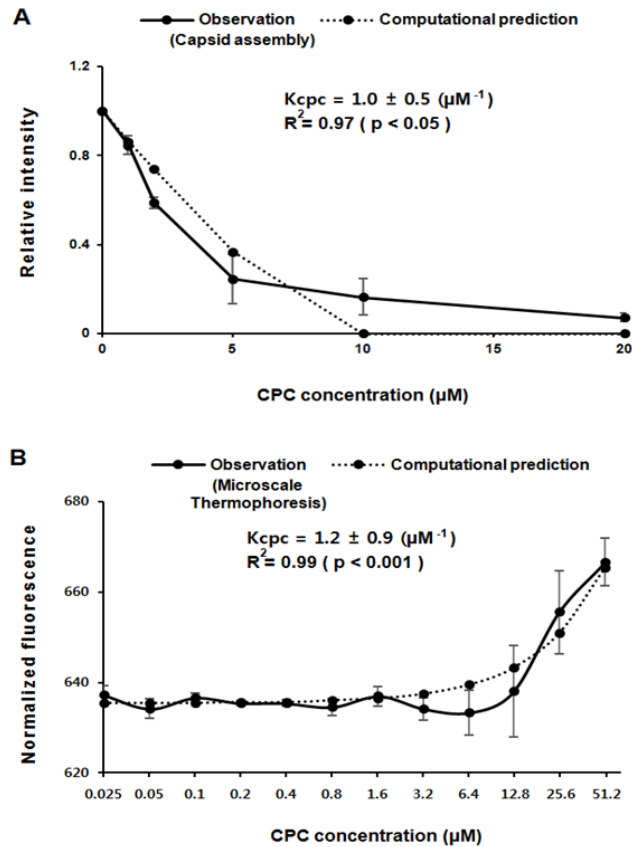 A
Observation
(Capsid assembly)
Computational prediction
Kcpc = 1.0 ± 0.5 (μM⁻¹)
R²= 0.97 ( p < 0.05 )
Relative intensity
1.2
0.8
0.4
0
0 5 10 15 20
CPC concentration (μM)
B
Observation
(Microscale
Thermophoresis)
Computational prediction
Kcpc = 1.2 ± 0.9 (μM⁻¹)
R²= 0.99 ( p < 0.001 )
Normalized fluorescence
680
660
640
620
0.025 0.05 0.1 0.2 0.4 0.8 1.6 3.2 6.4 12.8 25.6 51.2
CPC concentration (μM)